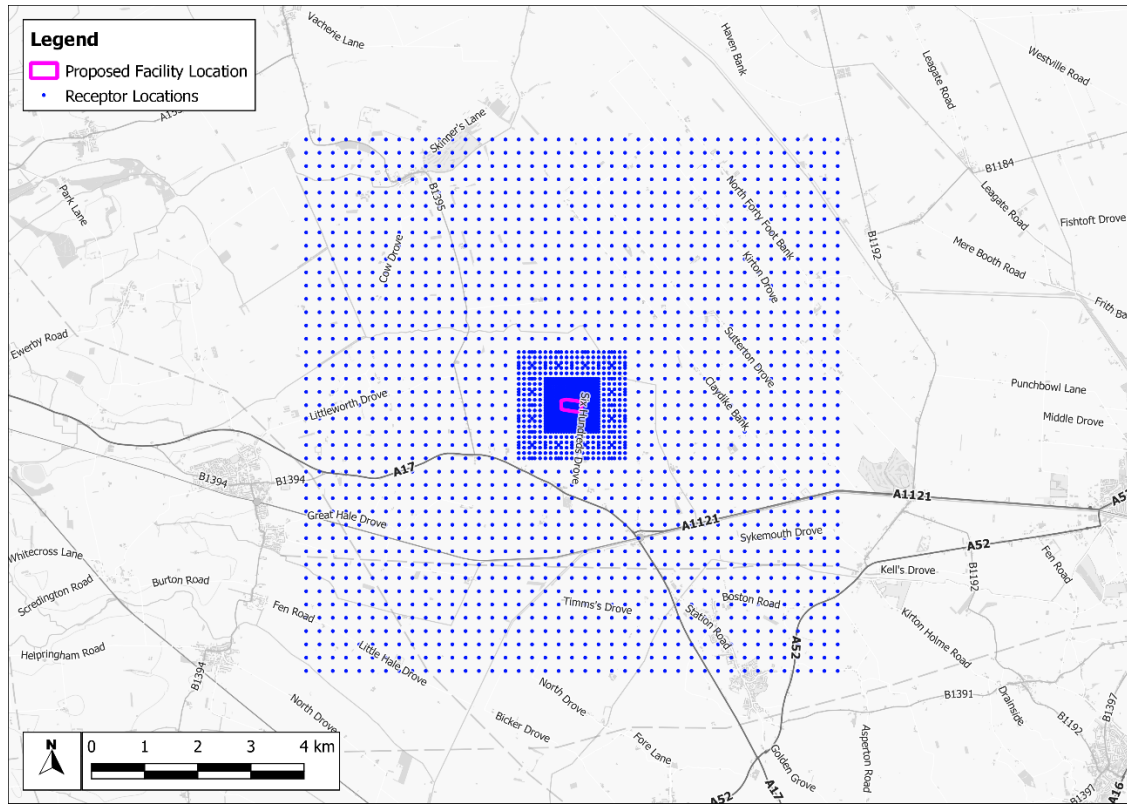 Legend
Proposed Facility Location
Receptor Locations
Vacherie Lane
Haven Bank
Leagate Road
Westville Road
Skinner's Lane
B1184
Park Lane
B1395
North Forty Foot Bank
Leagate Road
Fishtoft Drove
B1192
Mere Booth Road
Cow Drove
Kirton Drove
Ewerby Road
Sutterton Drove
Punchbowl Lane
Littleworth Drove
Claydike Bank
Middle Drove
Six Hundreds Drove
A17
B1394
B1394
A1121
Great Hale Drove
A1121
Sykemouth Drove
A52
Whitecross Lane
Kell's Drove
Fen Road
Scredington Road
Burton Road
B1192
Fen Road
Timms's Drove
Boston Road
Station Road
Kirton Holme Road
Helpringham Road
Little Hale Drove
A52
B1394
B1391
Drainside
North Drove
North Drove
B1192
B1397
Bicker Drove
Fore Lane
Golden Grove
Asperton Road
A52
A17
B1397
A16
N
0 1 2 3 4 km